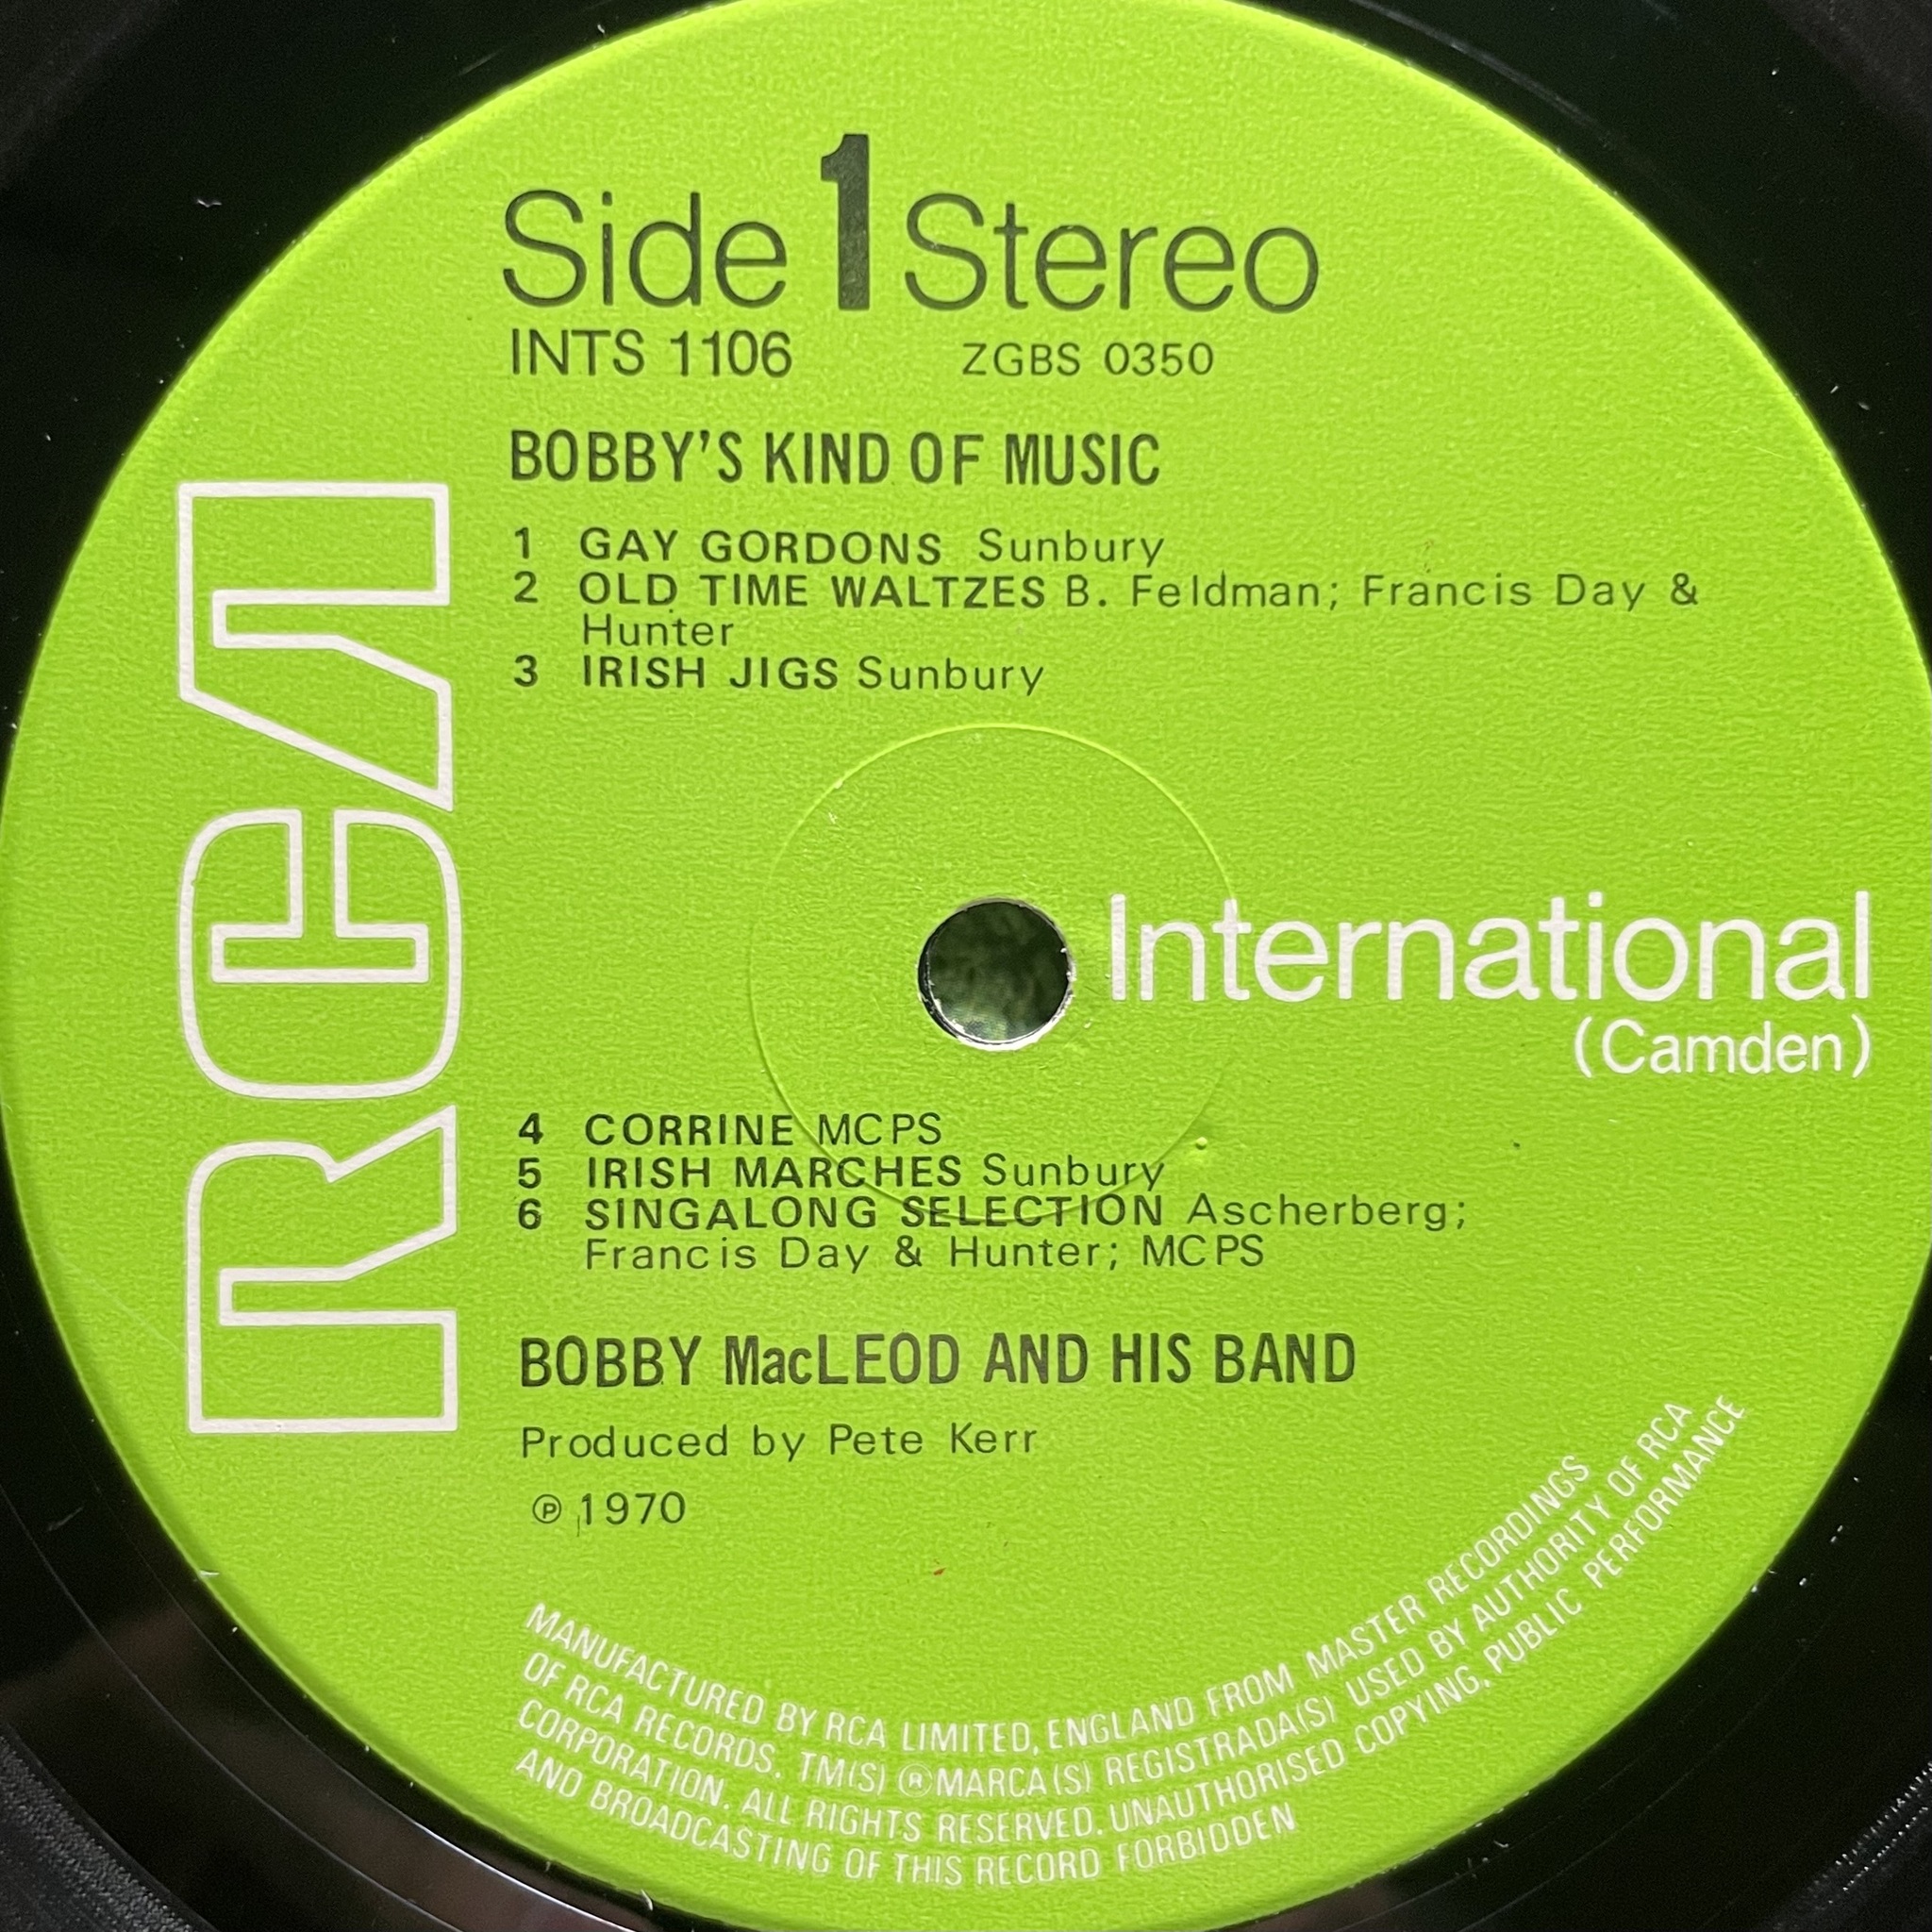 Side 1 Stereo
INTS 1106 ZGBS 0350
BOBBY'S KIND OF MUSIC
1 GAY GORDONS Sunbury
2 OLD TIME WALTZES B. Feldman; Francis Day &
Hunter
3 IRISH JIGS Sunbury
RCA
International
(Camden)
4 CORRINE MCPS
5 IRISH MARCHES Sunbury
6 SINGALONG SELECTION Ascherberg;
Francis Day & Hunter; MCPS
BOBBY MacLEOD AND HIS BAND
Produced by Pete Kerr
℗ 1970
MANUFACTURED BY RCA LIMITED, ENGLAND FROM MASTER RECORDINGS
OF RCA RECORDS. TM(S) ® MARCA(S) REGISTRADA(S) USED BY AUTHORITY OF RCA
CORPORATION. ALL RIGHTS RESERVED. UNAUTHORISED COPYING, PUBLIC PERFORMANCE
AND BROADCASTING OF THIS RECORD FORBIDDEN